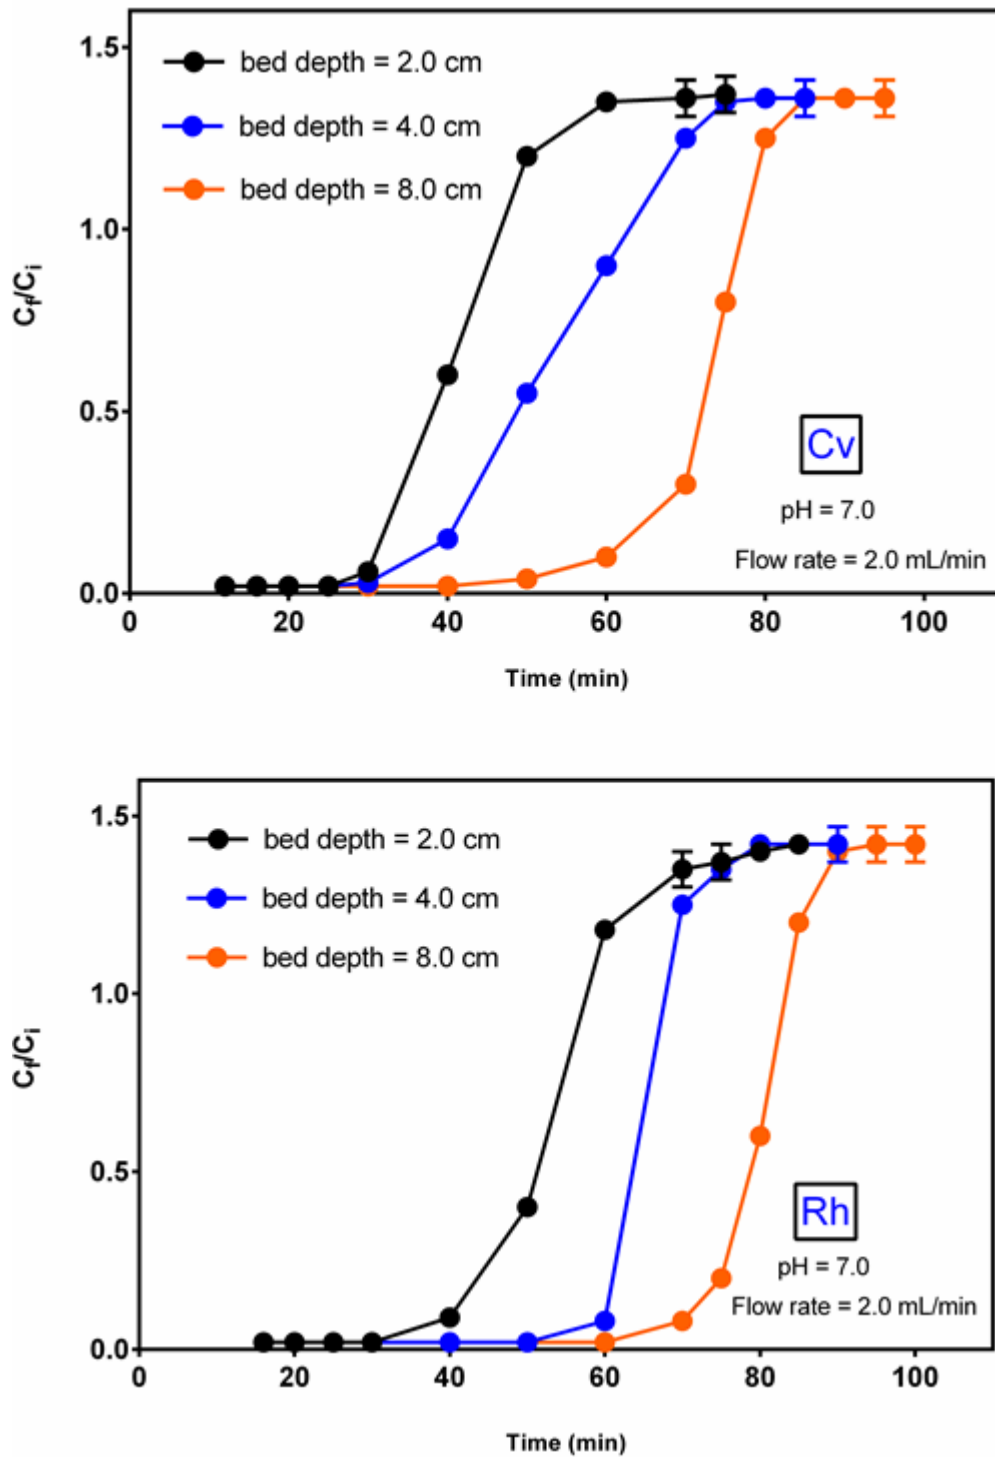 1.5
bed depth = 2.0 cm
bed depth = 4.0 cm
bed depth = 8.0 cm
1.0
C_f/C_i
0.5
Cv
pH = 7.0
Flow rate = 2.0 mL/min
0.0
0 20 40 60 80 100
Time (min)
1.5
bed depth = 2.0 cm
bed depth = 4.0 cm
bed depth = 8.0 cm
1.0
C_f/C_i
0.5
Rh
pH = 7.0
Flow rate = 2.0 mL/min
0.0
0 20 40 60 80 100
Time (min)